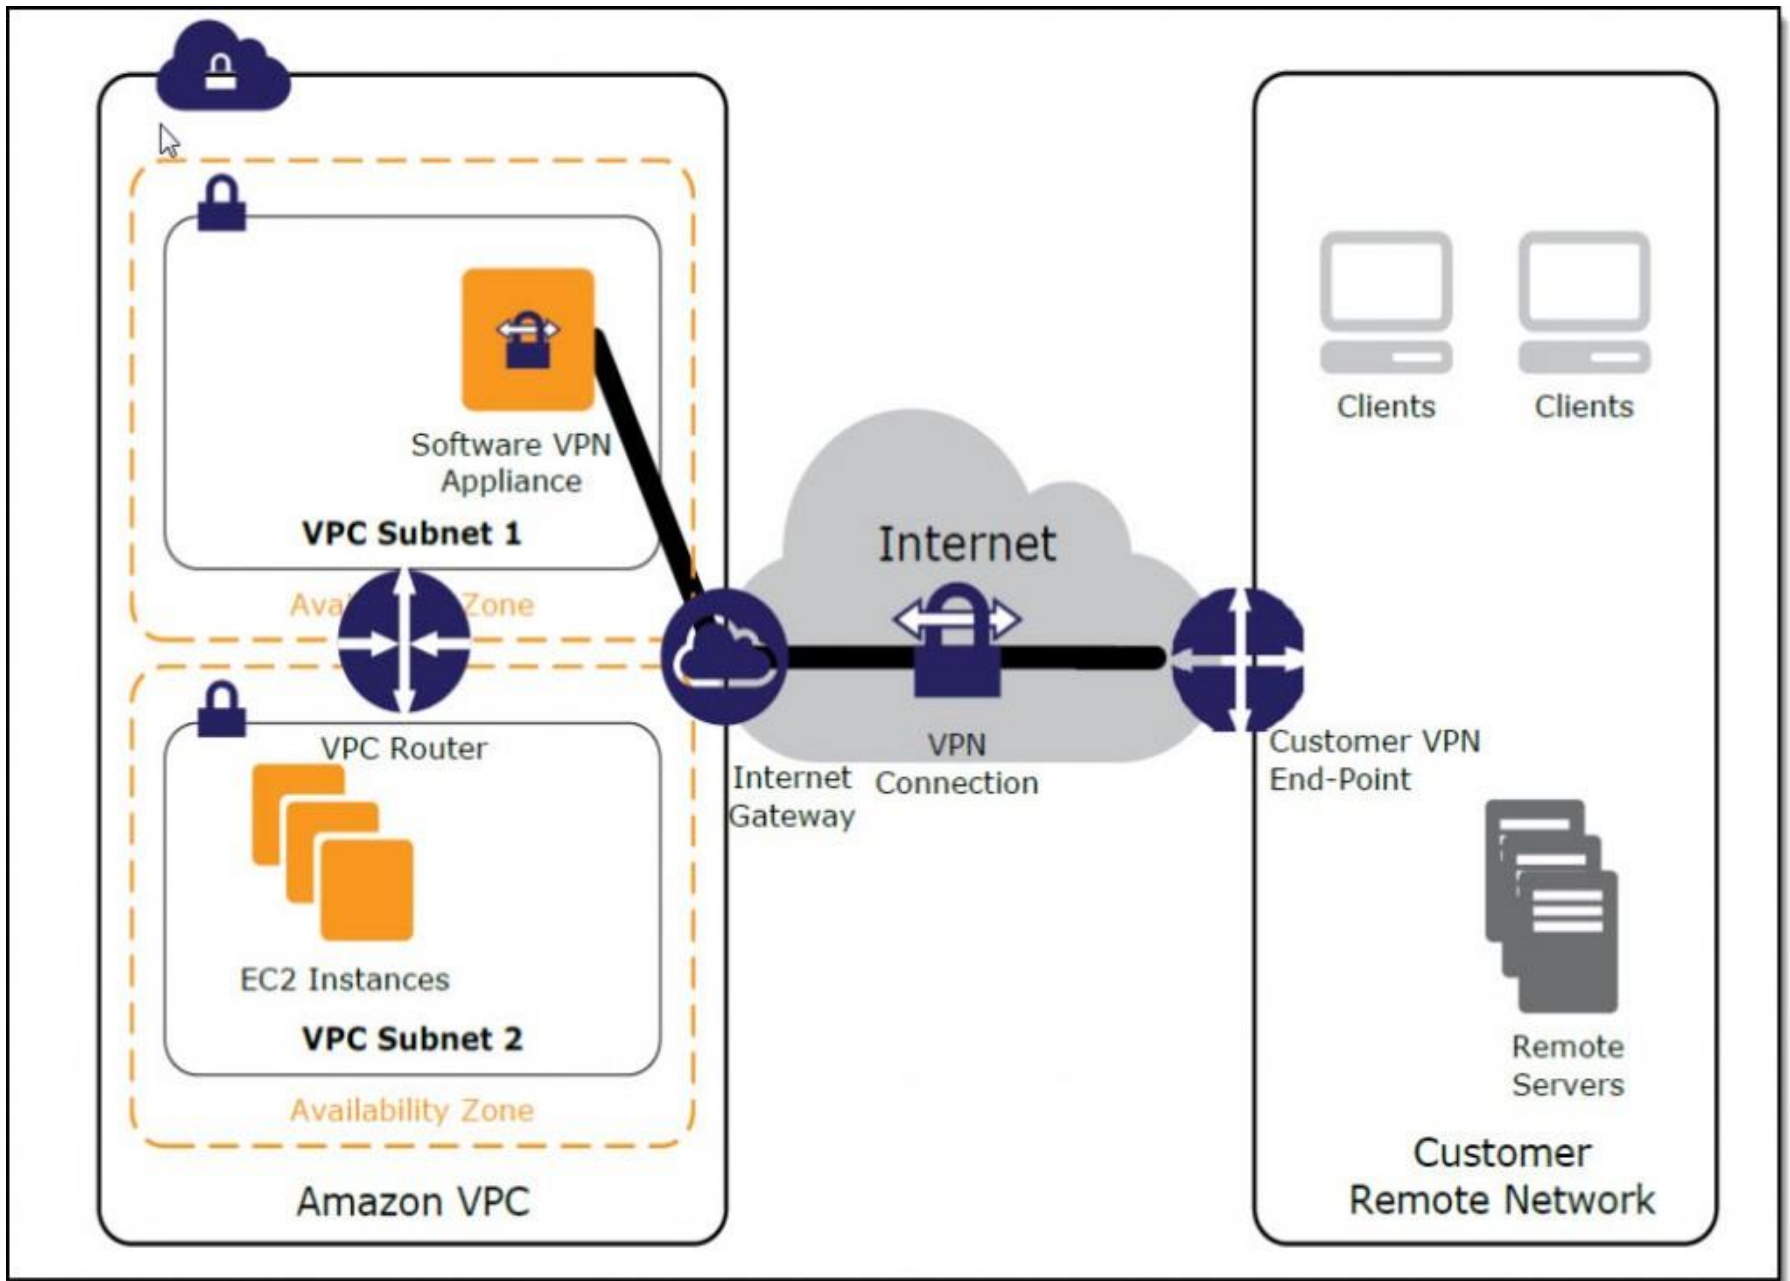 Software VPN
Appliance
VPC Subnet 1
Zone
VPC Router
EC2 Instances
VPC Subnet 2
Availability Zone
Amazon VPC
Internet
VPN
Connection
Internet
Gateway
Clients
Clients
Customer VPN
End-Point
Remote
Servers
Customer
Remote Network